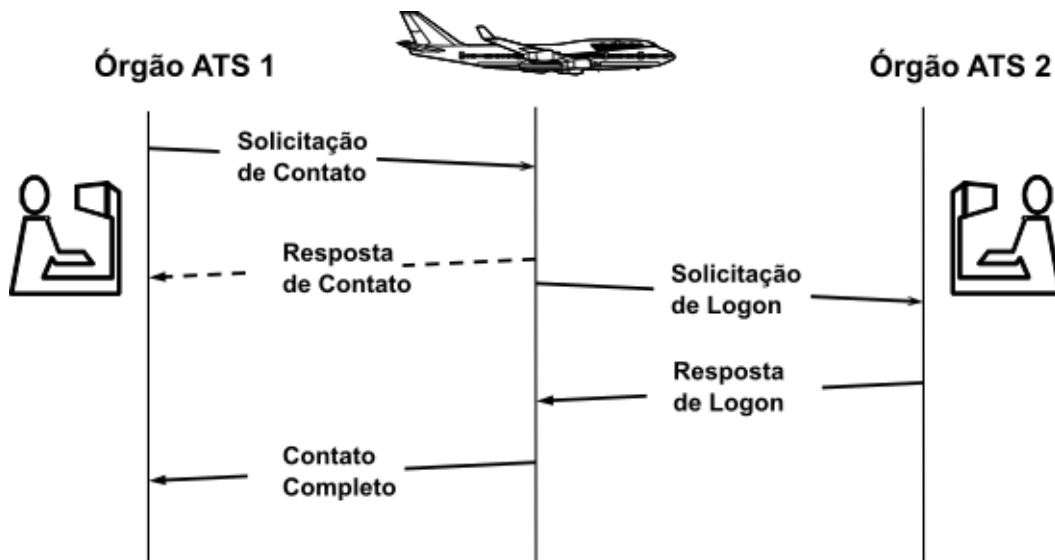 Órgão ATS 1
Órgão ATS 2
Solicitação
de Contato
Resposta
de Contato
Solicitação
de Logon
Resposta
de Logon
Contato
Completo